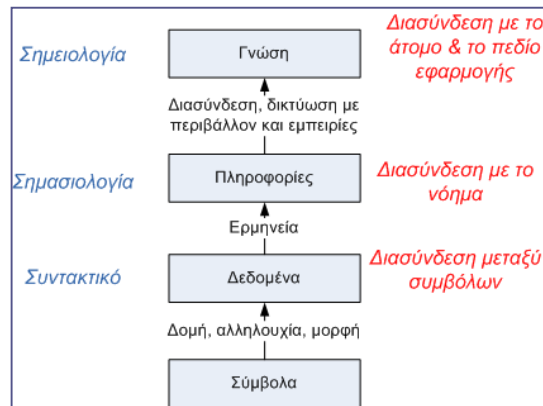 Διασύνδεση με το
άτομο & το πεδίο
εφαρμογής
Σημειολογία
Γνώση
Διασύνδεση, δικτύωση με
περιβάλλον και εμπειρίες
Σημασιολογία
Πληροφορίες
Διασύνδεση με το
νόημα
Ερμηνεία
Συντακτικό
Δεδομένα
Διασύνδεση μεταξύ
συμβόλων
Δομή, αλληλουχία, μορφή
Σύμβολα